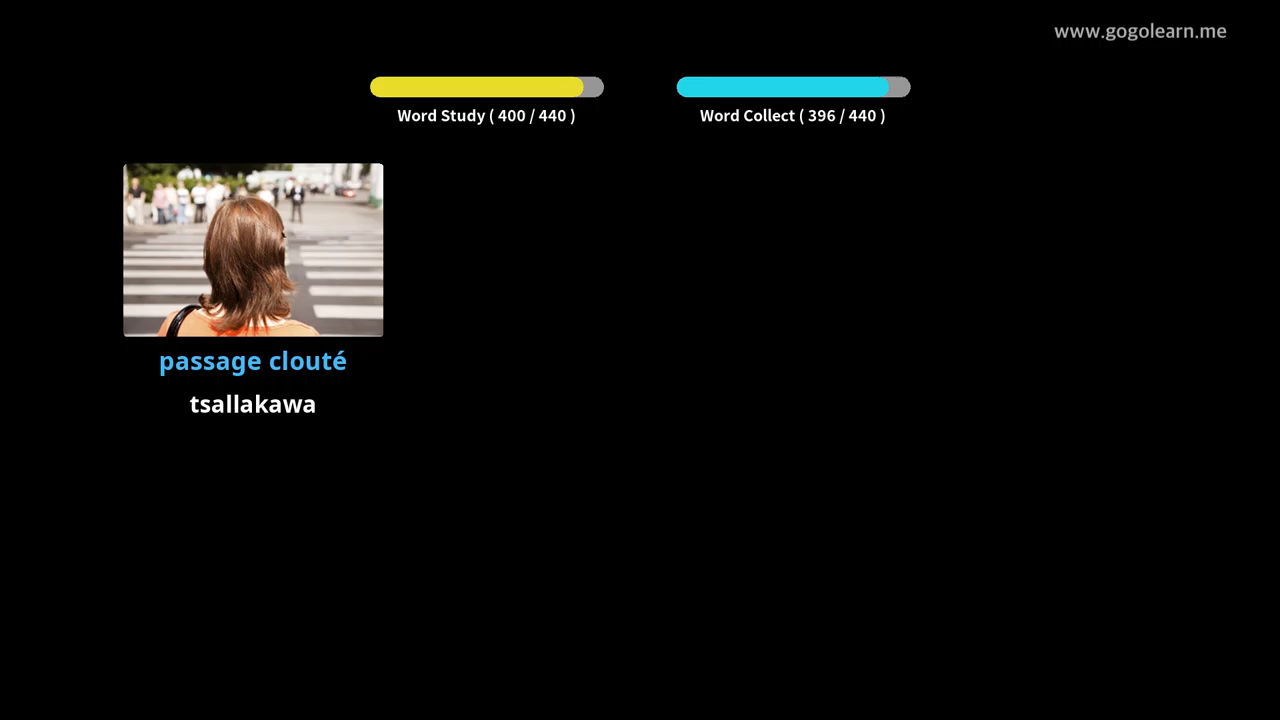 www.gogolearn.me
Word Study ( 400 / 440 )
Word Collect ( 396 / 440 )
passage clouté
tsallakawa